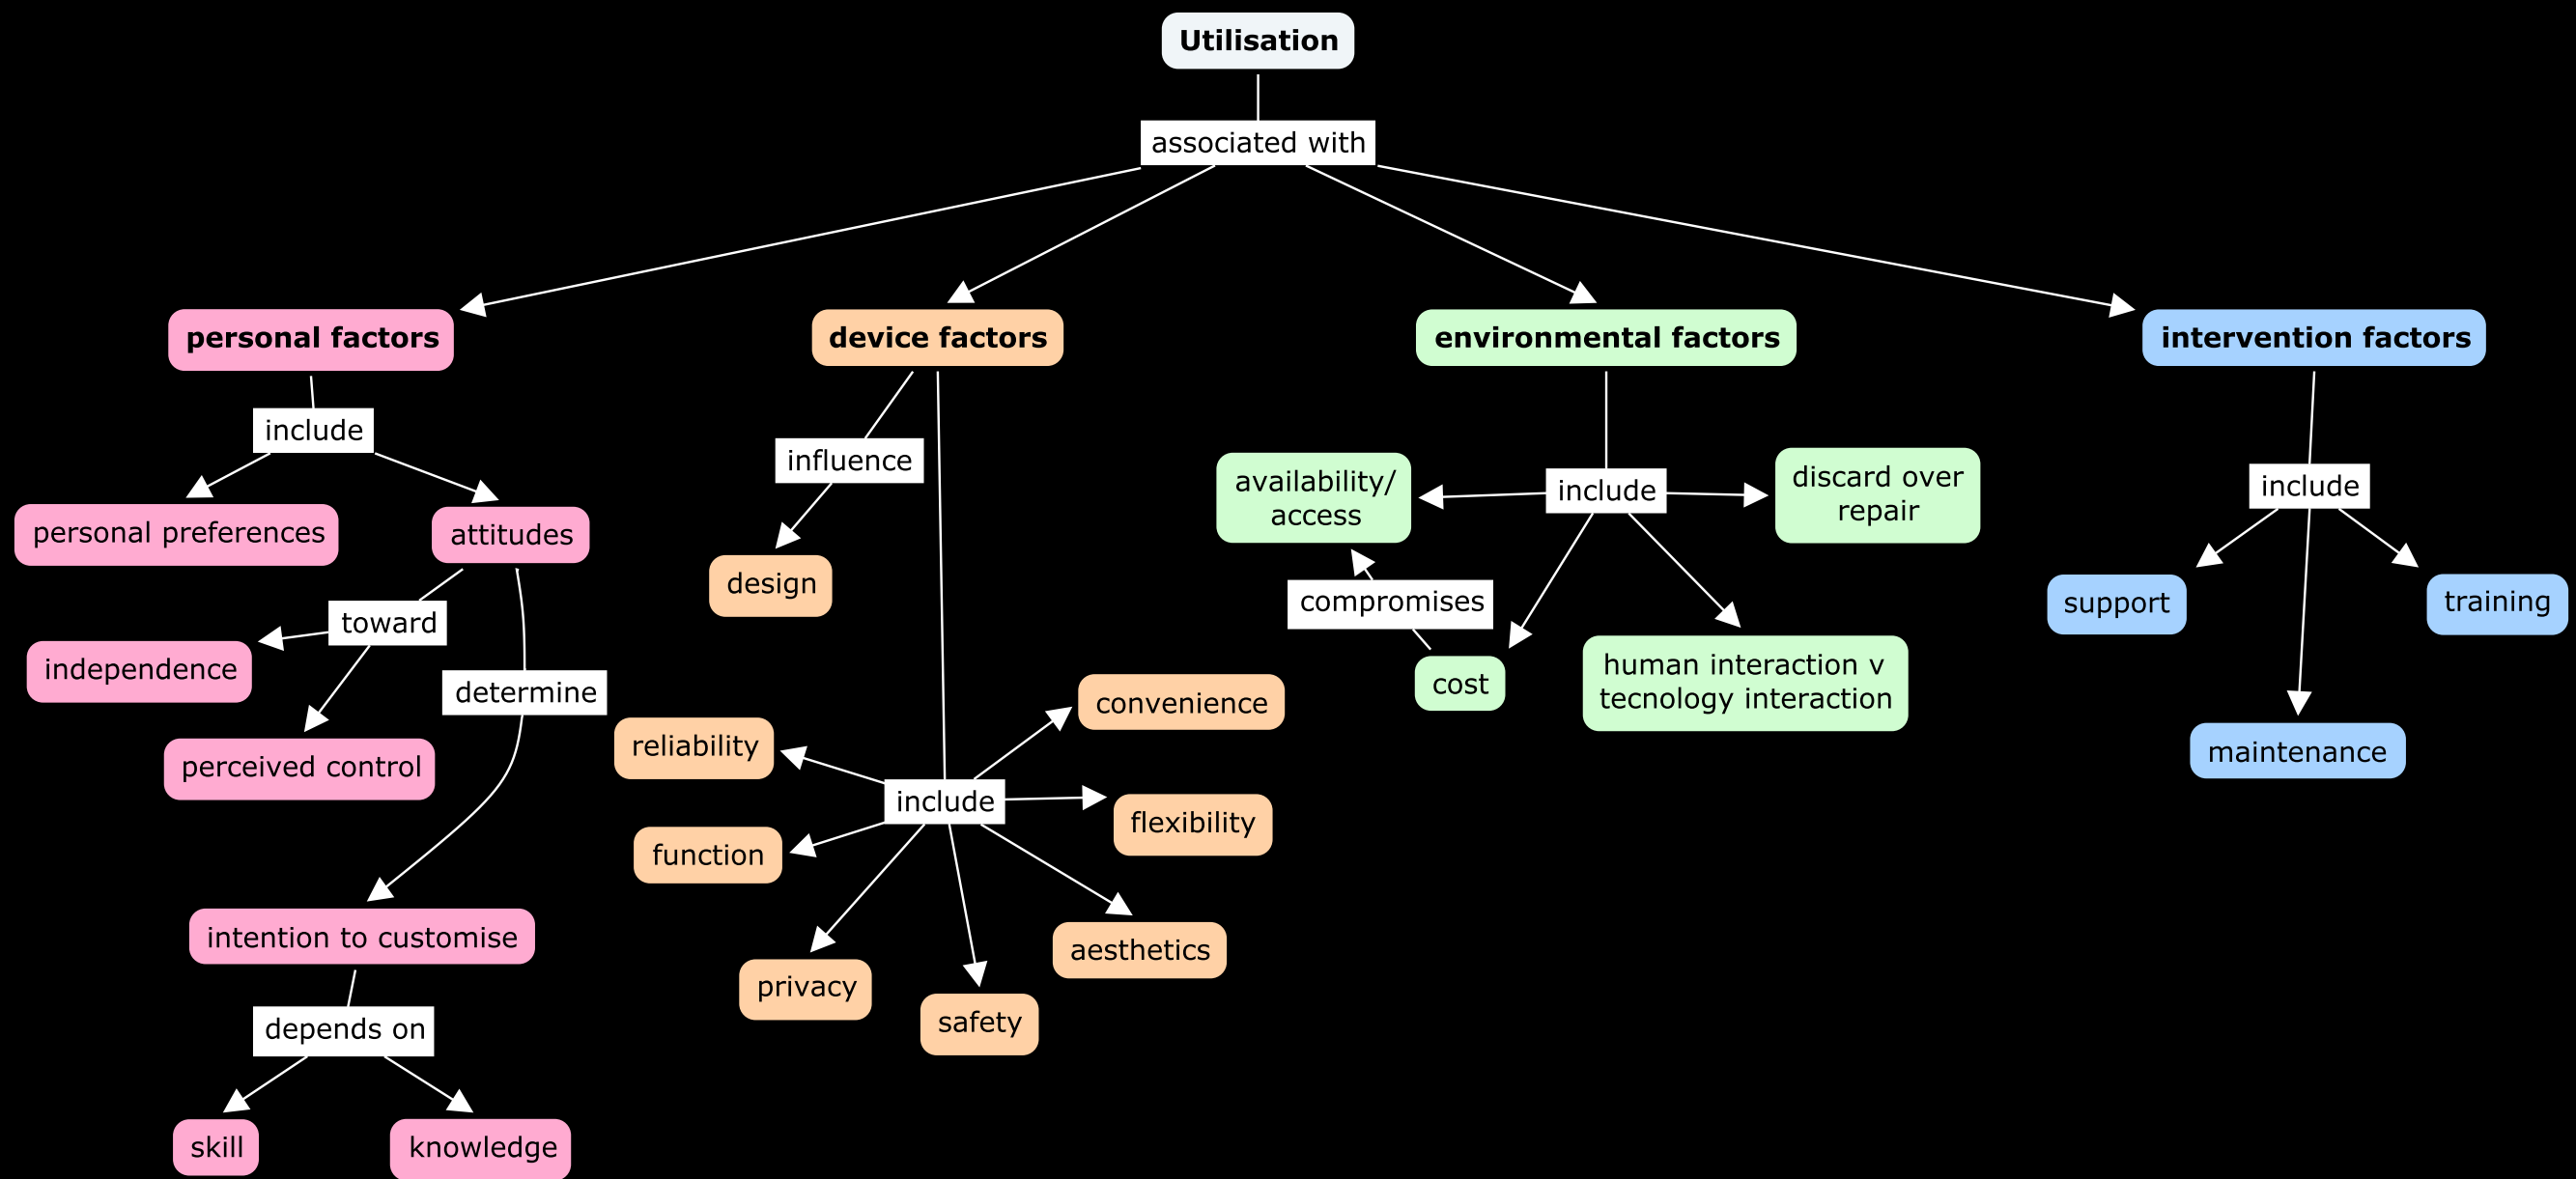 Utilisation
associated with
personal factors
device factors
environmental factors
intervention factors
include
personal preferences
attitudes
toward
independence
perceived control
determine
intention to customise
depends on
skill
knowledge
influence
design
include
convenience
reliability
flexibility
function
aesthetics
privacy
safety
include
availability/
access
discard over
repair
compromises
cost
human interaction v
tecnology interaction
include
support
training
maintenance